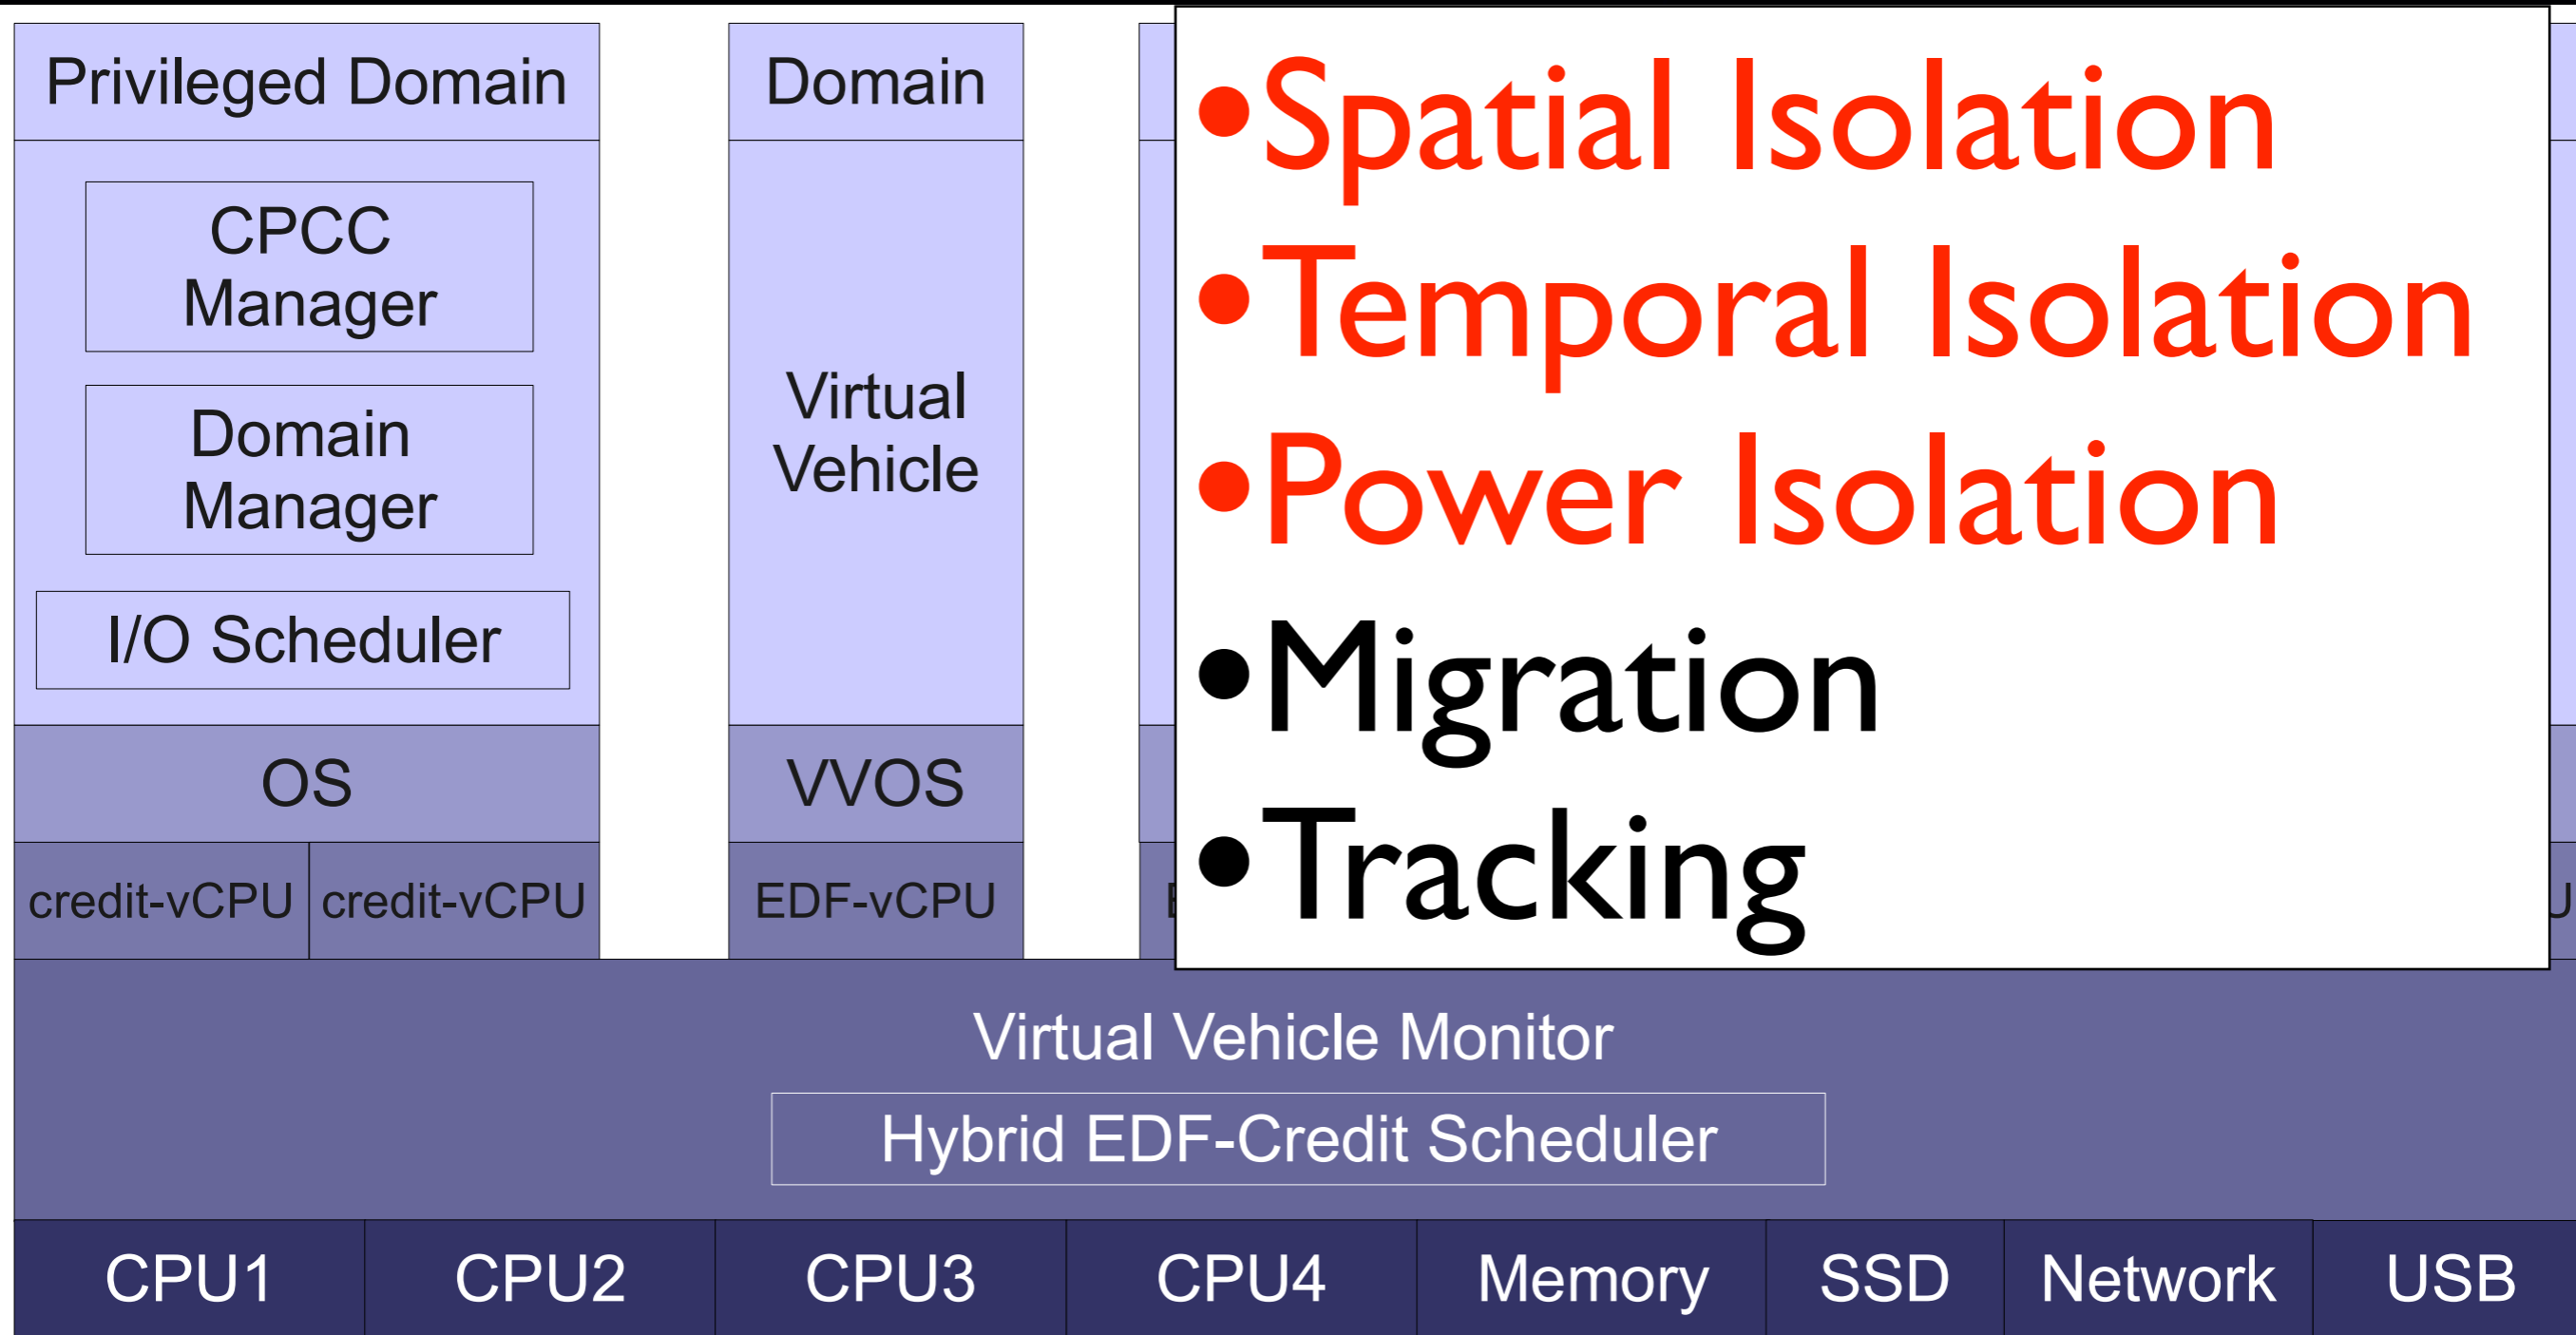 Privileged Domain
CPCC
Manager
Domain
Manager
I/O Scheduler
OS
credit-vCPU
credit-vCPU
Domain
Virtual
Vehicle
VVOS
EDF-vCPU
•Spatial Isolation
•Temporal Isolation
•Power Isolation
•Migration
•Tracking
Virtual Vehicle Monitor
Hybrid EDF-Credit Scheduler
CPU1
CPU2
CPU3
CPU4
Memory
SSD
Network
USB